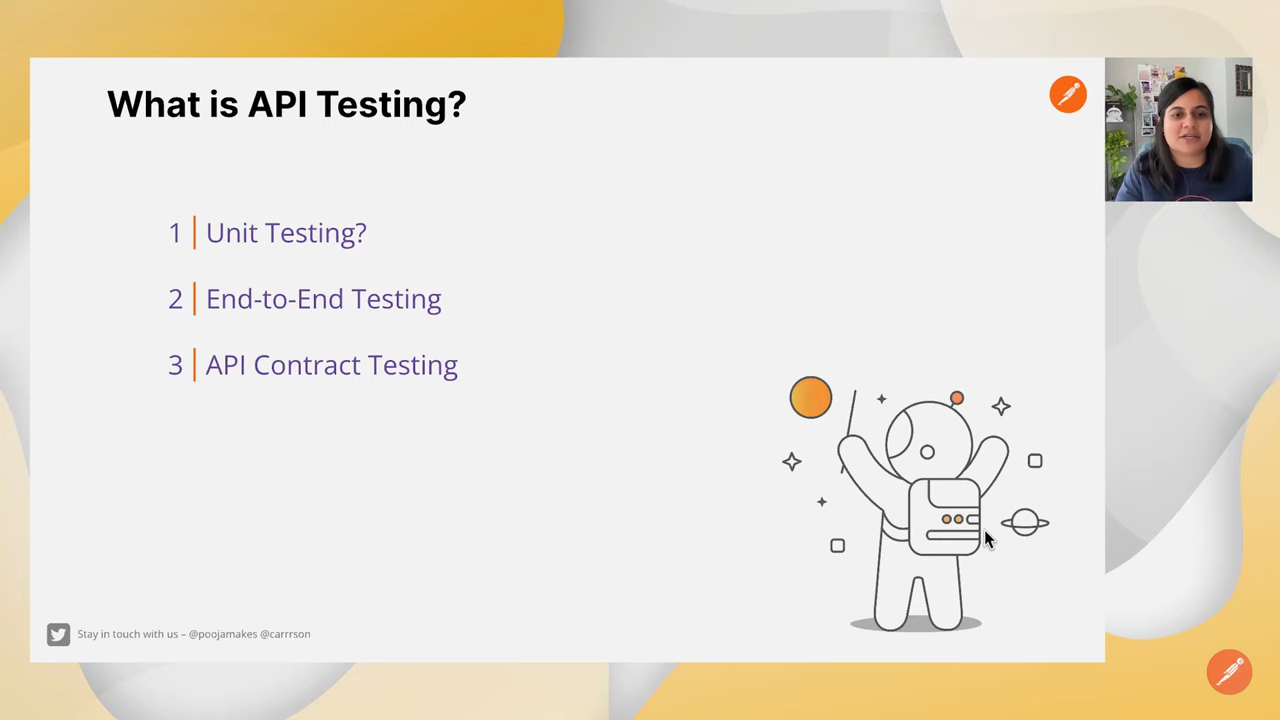 What is API Testing?
1 Unit Testing?
2 End-to-End Testing
3 API Contract Testing
Stay in touch with us – @poojamakes @carrrson